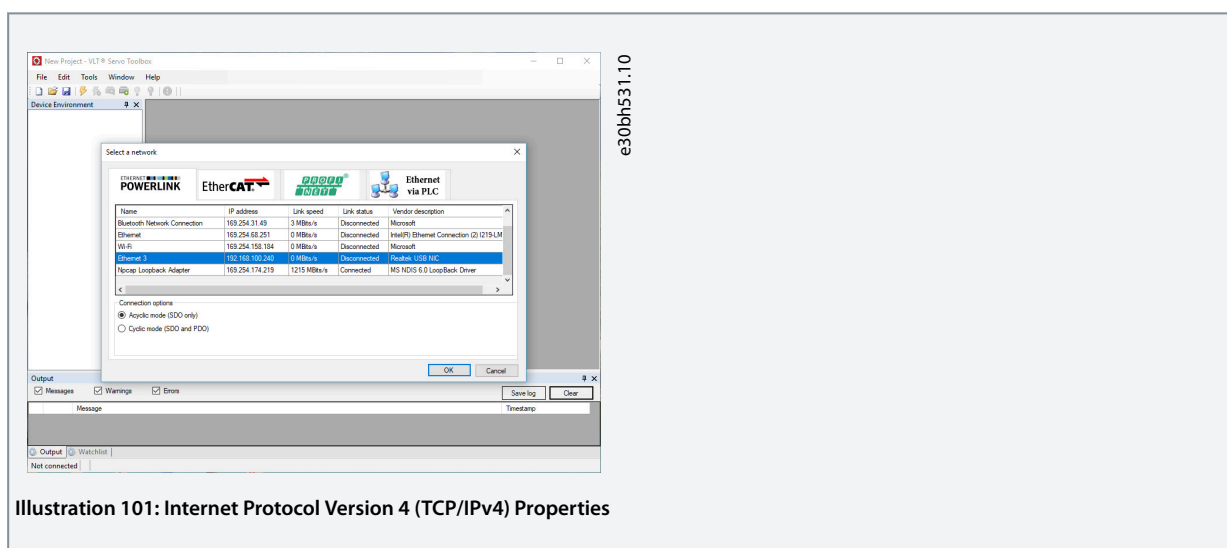 New Project - VLT® Servo Toolbox
File Edit Tools Window Help
Device Environment
Select a network
ETHERNET
POWERLINK
EtherCAT
PROFI
NET
Ethernet
via PLC
Name IP address Link speed Link status Vendor description
Bluetooth Network Connection 169.254.31.49 3 MBits/s Disconnected Microsoft
Ethernet 169.254.68.251 0 MBits/s Disconnected Intel(R) Ethernet Connection (2) I219-LM
Wi-Fi 169.254.158.184 0 MBits/s Disconnected Microsoft
Ethernet 3 192.168.100.240 0 MBits/s Disconnected Realtek USB NIC
Npcap Loopback Adapter 169.254.174.219 1215 MBits/s Connected MS NDIS 6.0 LoopBack Driver
Connection options
Acyclic mode (SDO only)
Cyclic mode (SDO and PDO)
OK Cancel
Output
Messages Warnings Errors Save log Clear
Message Timestamp
Output Watchlist
Not connected
e30bh531.10
Illustration 101: Internet Protocol Version 4 (TCP/IPv4) Properties